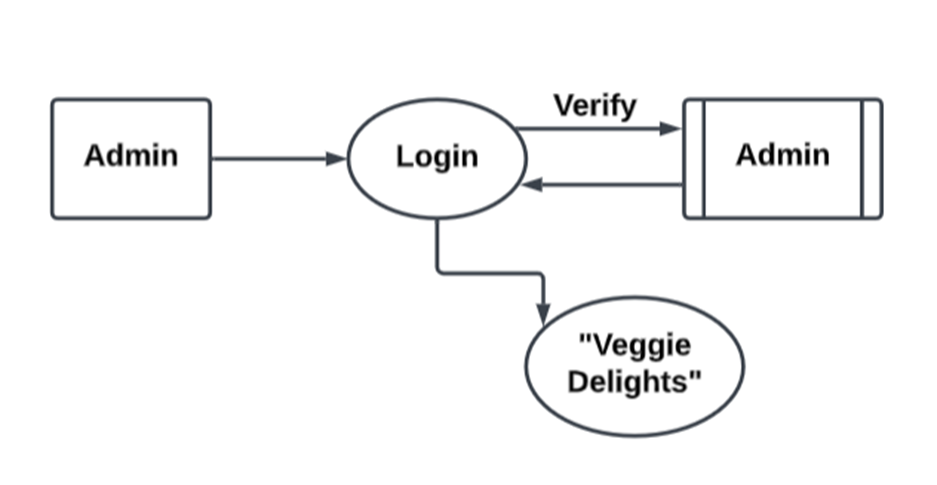 Admin
Login
Verify
Admin
"Veggie
Delights"